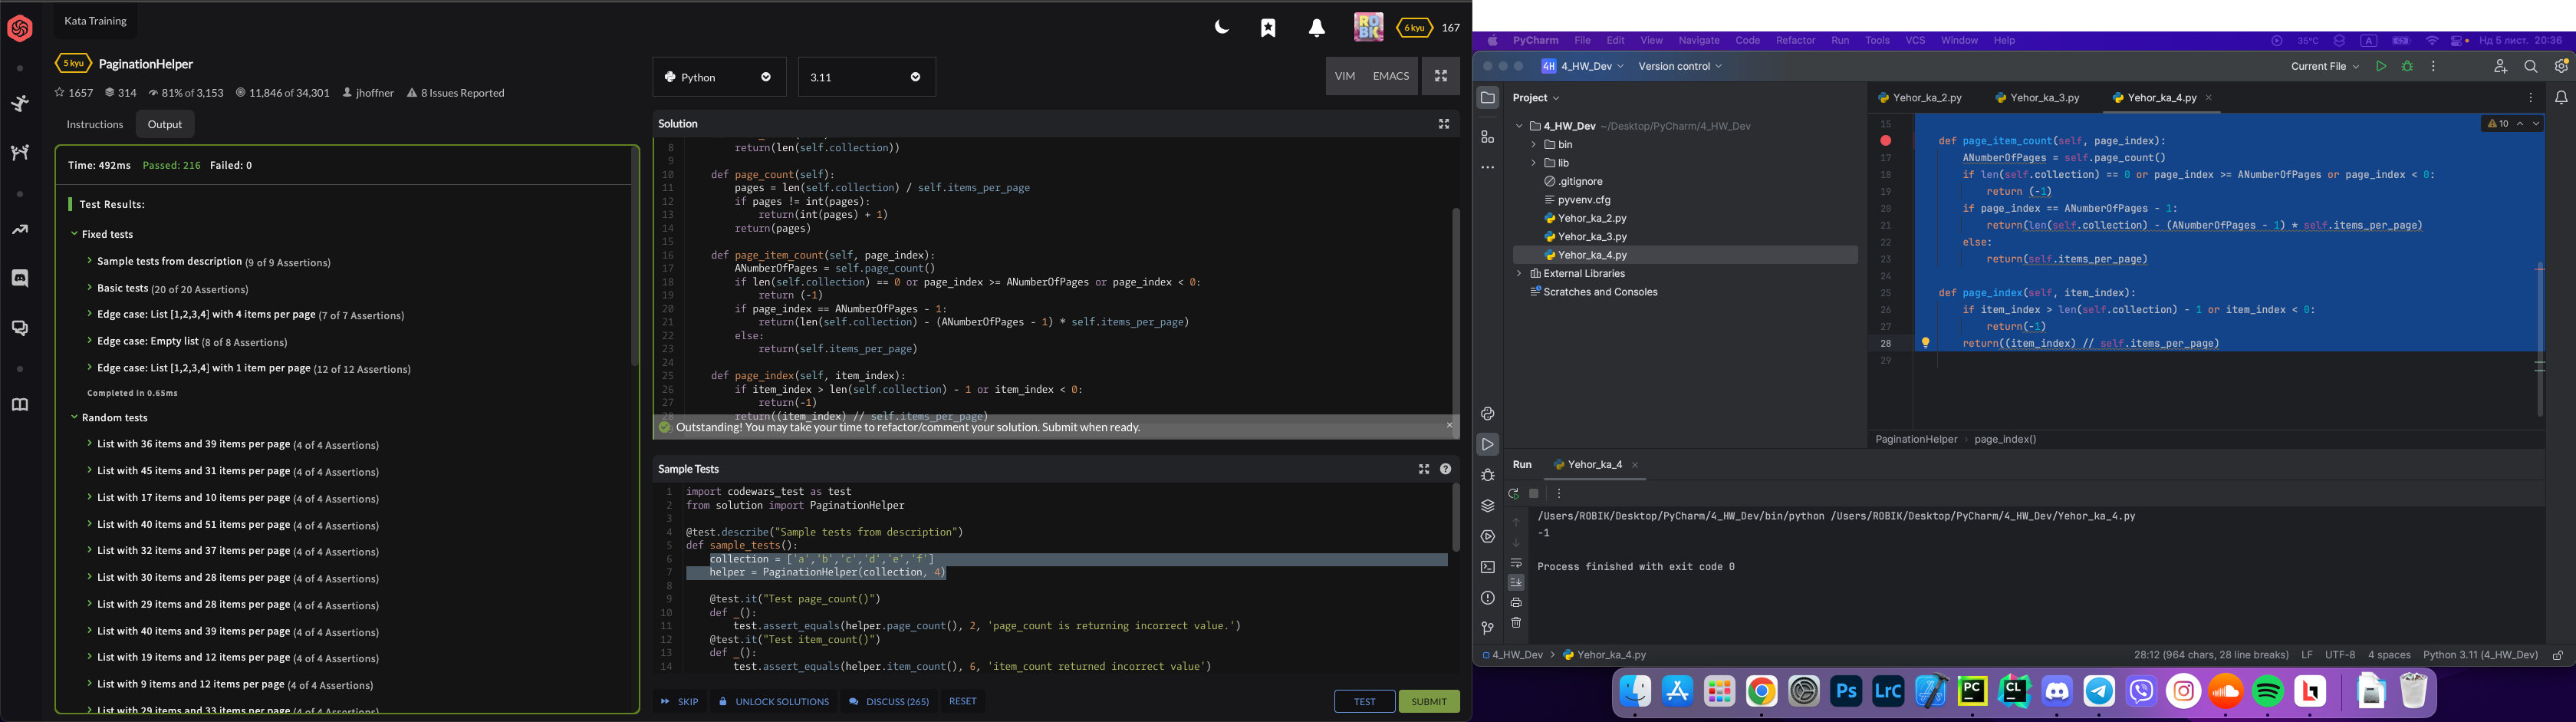 Kata Training
6 kyu
167
5 kyu
PaginationHelper
1657
314
81% of 3,153
11,846 of 34,301
jhoffner
8 Issues Reported
Instructions
Output
Time: 492ms Passed: 216 Failed: 0
Test Results:
Fixed tests
Sample tests from description (9 of 9 Assertions)
Basic tests (20 of 20 Assertions)
Edge case: List [1,2,3,4] with 4 items per page (7 of 7 Assertions)
Edge case: Empty list (8 of 8 Assertions)
Edge case: List [1,2,3,4] with 1 item per page (12 of 12 Assertions)
Completed in 0.65ms
Random tests
List with 36 items and 39 items per page (4 of 4 Assertions)
List with 45 items and 31 items per page (4 of 4 Assertions)
List with 17 items and 10 items per page (4 of 4 Assertions)
List with 40 items and 51 items per page (4 of 4 Assertions)
List with 32 items and 37 items per page (4 of 4 Assertions)
List with 30 items and 28 items per page (4 of 4 Assertions)
List with 29 items and 28 items per page (4 of 4 Assertions)
List with 40 items and 39 items per page (4 of 4 Assertions)
List with 19 items and 12 items per page (4 of 4 Assertions)
List with 9 items and 12 items per page (4 of 4 Assertions)
List with 29 items and 33 items per page (4 of 4 Assertions)
Python
3.11
VIM EMACS
Solution
8 return(len(self.collection))
9
10 def page_count(self):
11 pages = len(self.collection) / self.items_per_page
12 if pages != int(pages):
13 return(int(pages) + 1)
14 return(pages)
15
16 def page_item_count(self, page_index):
17 ANumberOfPages = self.page_count()
18 if len(self.collection) == 0 or page_index >= ANumberOfPages or page_index < 0:
19 return (-1)
20 if page_index == ANumberOfPages - 1:
21 return(len(self.collection) - (ANumberOfPages - 1) * self.items_per_page)
22 else:
23 return(self.items_per_page)
24
25 def page_index(self, item_index):
26 if item_index > len(self.collection) - 1 or item_index < 0:
27 return(-1)
28 return((item_index) // self.items_per_page)
Outstanding! You may take your time to refactor/comment your solution. Submit when ready.
Sample Tests
1 import codewars_test as test
2 from solution import PaginationHelper
3
4 @test.describe("Sample tests from description")
5 def sample_tests():
6 collection = ['a','b','c','d','e','f']
7 helper = PaginationHelper(collection, 4)
8
9 @test.it("Test page_count()")
10 def _():
11 test.assert_equals(helper.page_count(), 2, 'page_count is returning incorrect value.')
12 @test.it("Test item_count()")
13 def _():
14 test.assert_equals(helper.item_count(), 6, 'item_count returned incorrect value')
SKIP
UNLOCK SOLUTIONS
DISCUSS (265)
RESET
TEST
SUBMIT
PyCharm File Edit View Navigate Code Refactor Run Tools VCS Window Help
35°C
A
Нд 5 лист. 20:36
4H 4_HW_Dev Version control
Current File
Project
Yehor_ka_2.py
Yehor_ka_3.py
Yehor_ka_4.py
4_HW_Dev ~/Desktop/PyCharm/4_HW_Dev
bin
lib
.gitignore
pyvenv.cfg
Yehor_ka_2.py
Yehor_ka_3.py
Yehor_ka_4.py
External Libraries
Scratches and Consoles
10
15
def page_item_count(self, page_index):
17 ANumberOfPages = self.page_count()
18 if len(self.collection) == 0 or page_index >= ANumberOfPages or page_index < 0:
19 return (-1)
20 if page_index == ANumberOfPages - 1:
21 return(len(self.collection) - (ANumberOfPages - 1) * self.items_per_page)
22 else:
23 return(self.items_per_page)
24
25 def page_index(self, item_index):
26 if item_index > len(self.collection) - 1 or item_index < 0:
27 return(-1)
28 return((item_index) // self.items_per_page)
29
PaginationHelper page_index()
Run Yehor_ka_4
/Users/ROBIK/Desktop/PyCharm/4_HW_Dev/bin/python /Users/ROBIK/Desktop/PyCharm/4_HW_Dev/Yehor_ka_4.py
-1
Process finished with exit code 0
4_HW_Dev Yehor_ka_4.py
28:12 (964 chars, 28 line breaks) LF UTF-8 4 spaces Python 3.11 (4_HW_Dev)
Ps
LrC
PC
CL